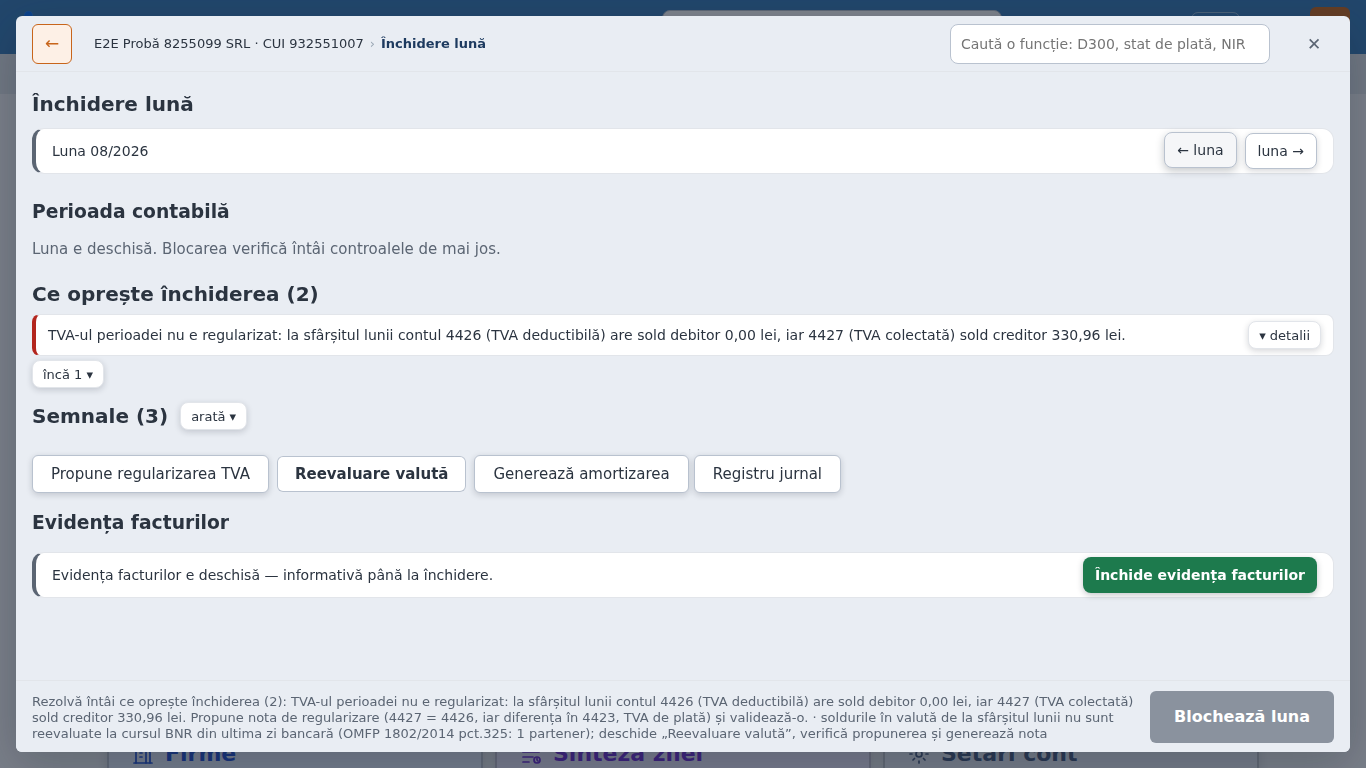 ←
E2E Probă 8255099 SRL · CUI 932551007 › Închidere lună
Caută o funcție: D300, stat de plată, NIR
✕
Închidere lună
Luna 08/2026
← luna
luna →
Perioada contabilă
Luna e deschisă. Blocarea verifică întâi controalele de mai jos.
Ce oprește închiderea (2)
TVA-ul perioadei nu e regularizat: la sfârșitul lunii contul 4426 (TVA deductibilă) are sold debitor 0,00 lei, iar 4427 (TVA colectată) sold creditor 330,96 lei.
▾ detalii
încă 1 ▾
Semnale (3)
arată ▾
Propune regularizarea TVA
Reevaluare valută
Generează amortizarea
Registru jurnal
Evidența facturilor
Evidența facturilor e deschisă — informativă până la închidere.
Închide evidența facturilor
Rezolvă întâi ce oprește închiderea (2): TVA-ul perioadei nu e regularizat: la sfârșitul lunii contul 4426 (TVA deductibilă) are sold debitor 0,00 lei, iar 4427 (TVA colectată)
sold creditor 330,96 lei. Propune nota de regularizare (4427 = 4426, iar diferența în 4423, TVA de plată) și validează-o. · soldurile în valută de la sfârșitul lunii nu sunt
reevaluate la cursul BNR din ultima zi bancară (OMFP 1802/2014 pct.325: 1 partener); deschide „Reevaluare valută”, verifică propunerea și generează nota
Blochează luna
Firme
Sinteza zilei
Setări cont